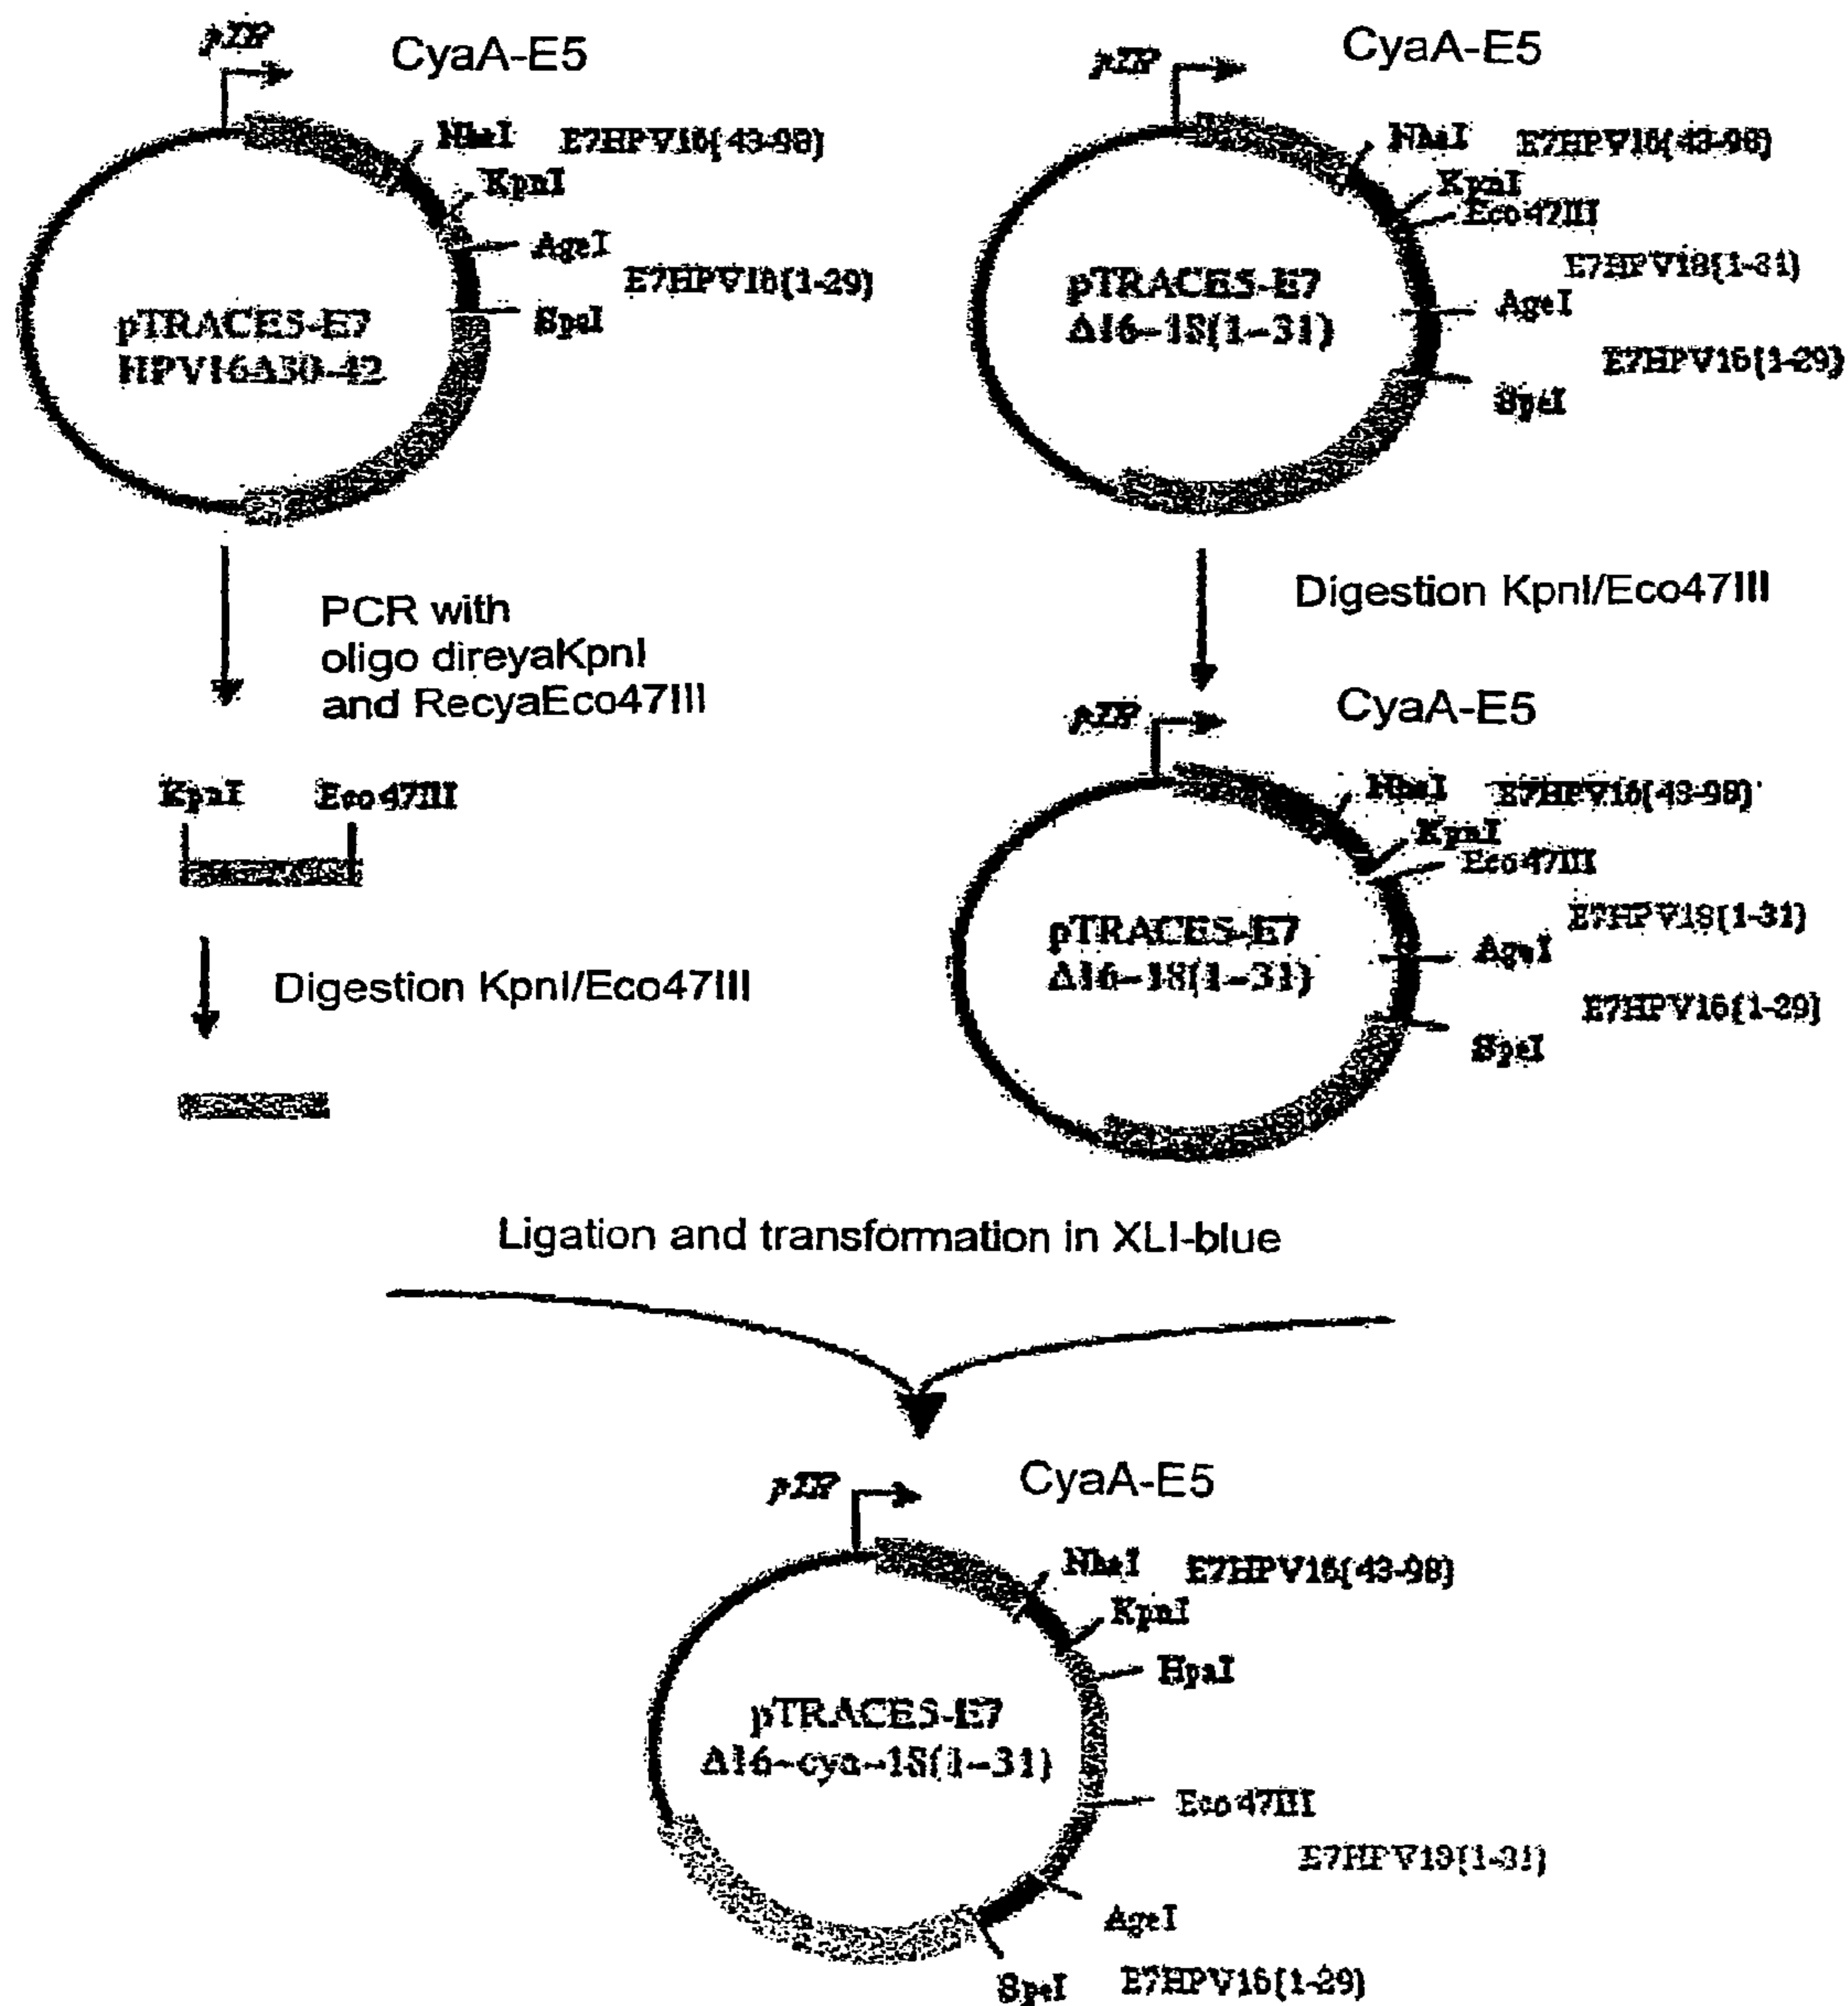 CyaA-E5
NheI E7HPV16(43-98)
KpnI
AgeI
E7HPV16(1-29)
SpeI
pTRACE5-E7
HPV16Δ30-42
PCR with
oligo direyaKpnI
and RecyaEco47III
KpnI Eco47III
Digestion KpnI/Eco47III
CyaA-E5
NheI E7HPV16(43-98)
KpnI
Eco47III
E7HPV18(1-31)
AgeI
E7HPV16(1-29)
SpeI
pTRACE5-E7
Δ16-18(1-31)
Digestion KpnI/Eco47III
CyaA-E5
NheI E7HPV16(43-98)
KpnI
Eco47III
E7HPV18(1-31)
AgeI
E7HPV16(1-29)
SpeI
pTRACE5-E7
Δ16-18(1-31)
Ligation and transformation in XLI-blue
CyaA-E5
NheI E7HPV16(43-98)
KpnI
HpaI
pTRACE5-E7
Δ16-cya-18(1-31)
Eco47III
E7HPV18(1-31)
AgeI
SpeI E7HPV16(1-29)